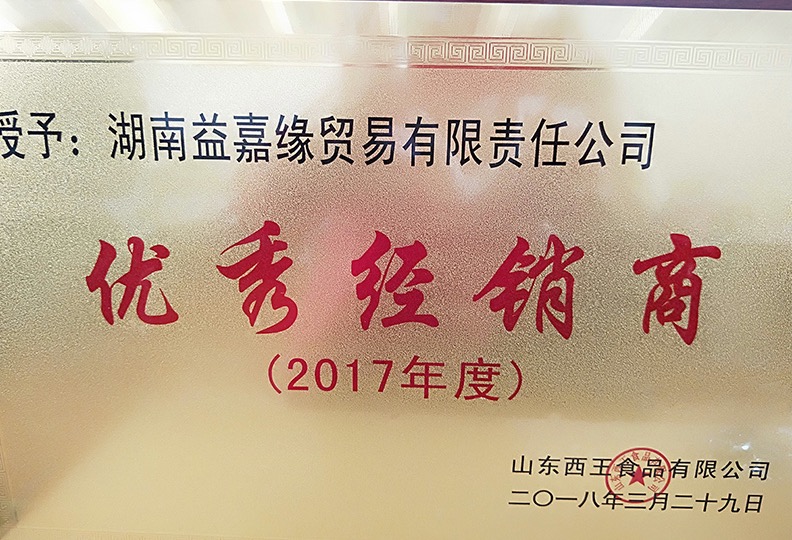 授予：湖南益嘉缘贸易有限责任公司
优秀经销商
（2017年度）
山东西王食品有限公司
二〇一八年三月二十九日